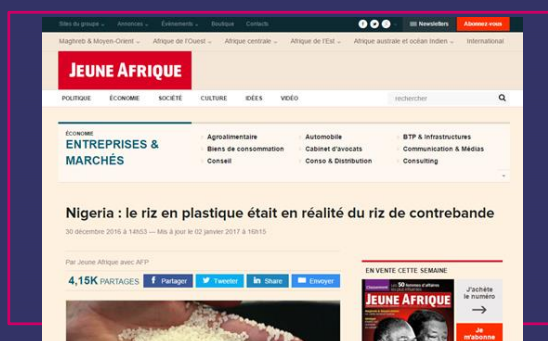 Sites du groupe Annonces Événements Boutique Contacts Newsletters Abonnez-vous
Maghreb & Moyen-Orient Afrique de l'Ouest Afrique centrale Afrique de l'Est Afrique australe et océan Indien International
JEUNE AFRIQUE
POLITIQUE ÉCONOMIE SOCIÉTÉ CULTURE IDÉES VIDÉO rechercher
ÉCONOMIE
ENTREPRISES &
MARCHÉS
Agroalimentaire Automobile BTP & Infrastructures
Biens de consommation Cabinet d'avocats Communication & Médias
Conseil Conso & Distribution Consulting
Nigeria : le riz en plastique était en réalité du riz de contrebande
30 décembre 2016 à 14h53 — Mis à jour le 02 janvier 2017 à 16h15
Par Jeune Afrique avec AFP
4,15K PARTAGES Partager Tweeter Share Envoyer
EN VENTE CETTE SEMAINE
Les 50 femmes d'affaires
JEUNE AFRIQUE
J'achète
le numéro
Je
m'abonne